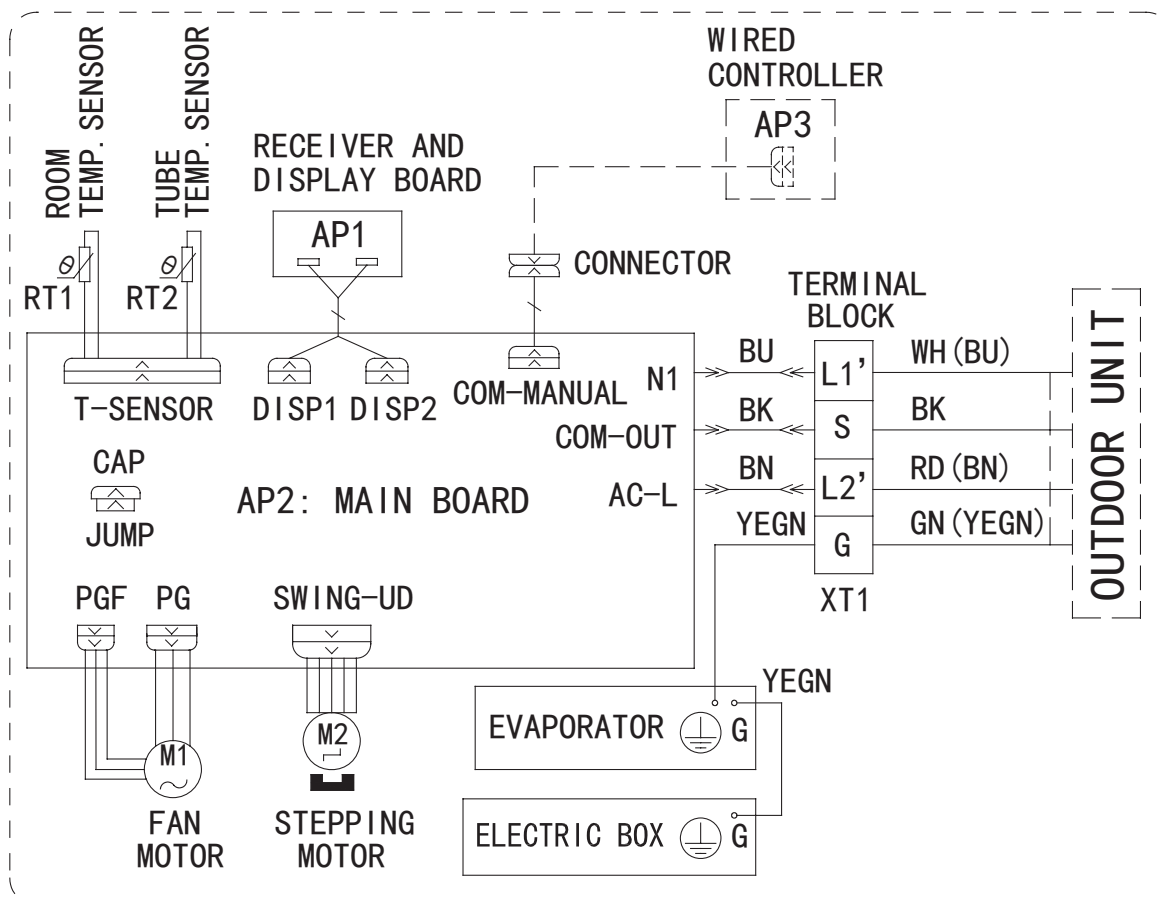 WIRED
CONTROLLER
AP3
ROOM
TEMP. SENSOR
TUBE
TEMP. SENSOR
RECEIVER AND
DISPLAY BOARD
AP1
θ
RT1
θ
RT2
CONNECTOR
TERMINAL
BLOCK
OUTDOOR UNIT
T-SENSOR
DISP1
DISP2
COM-MANUAL
N1
BU
L1’
WH(BU)
COM-OUT
BK
S
BK
AC-L
BN
L2’
RD(BN)
YEGN
G
GN(YEGN)
XT1
CAP
JUMP
AP2: MAIN BOARD
PGF
PG
SWING-UD
M1
FAN
MOTOR
M2
STEPPING
MOTOR
YEGN
EVAPORATOR
G
ELECTRIC BOX
G